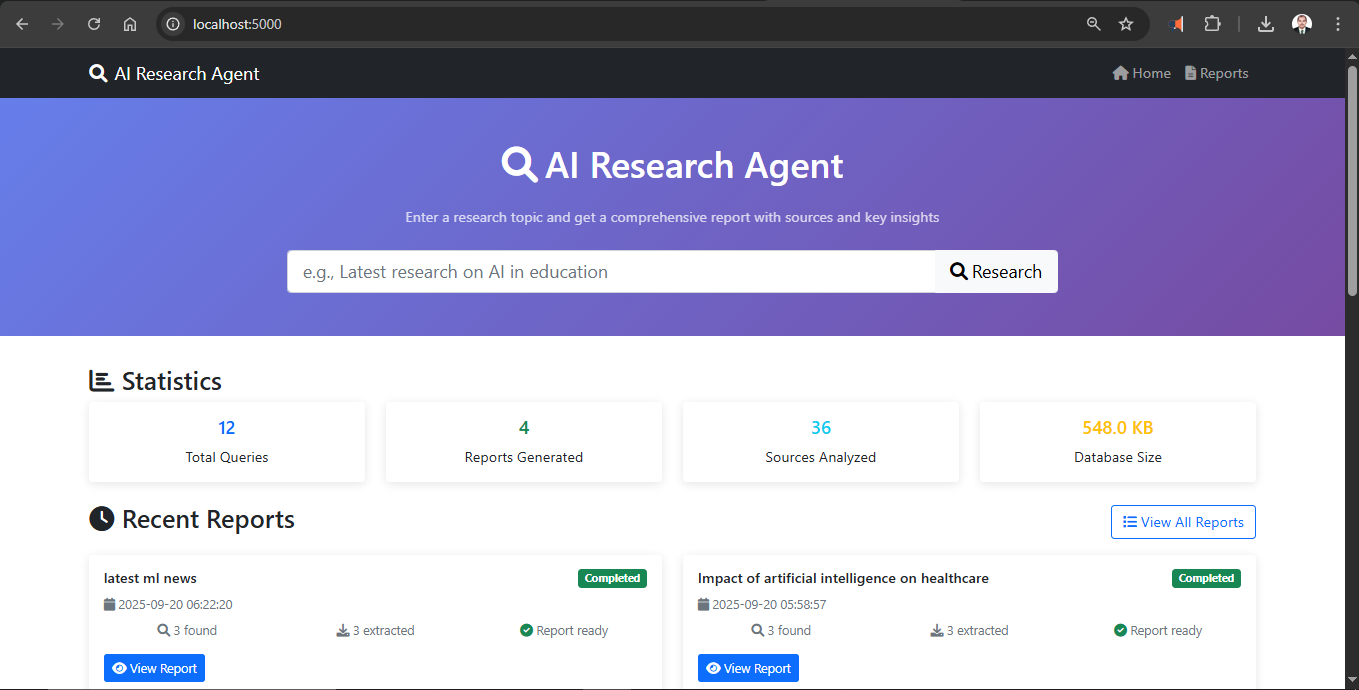 localhost:5000
AI Research Agent
Home Reports
AI Research Agent
Enter a research topic and get a comprehensive report with sources and key insights
e.g., Latest research on AI in education
Research
Statistics
12
Total Queries
4
Reports Generated
36
Sources Analyzed
548.0 KB
Database Size
Recent Reports
View All Reports
latest ml news
Completed
2025-09-20 06:22:20
3 found
3 extracted
Report ready
View Report
Impact of artificial intelligence on healthcare
Completed
2025-09-20 05:58:57
3 found
3 extracted
Report ready
View Report